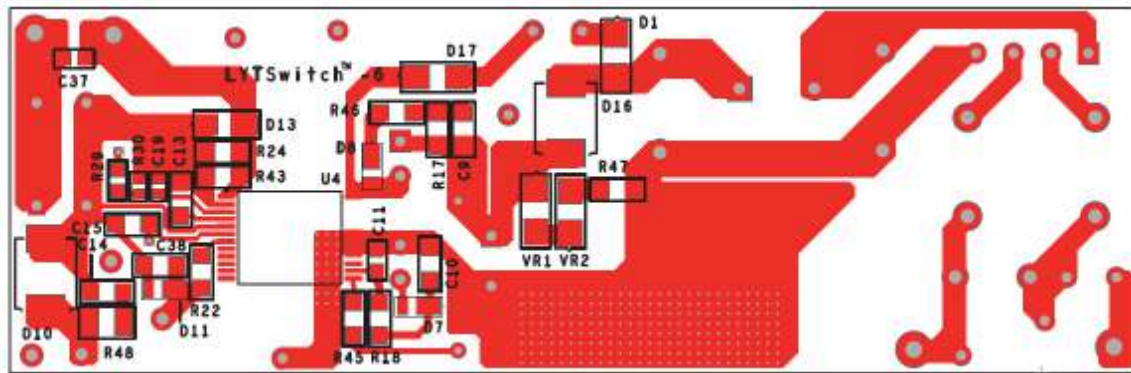 D1
D17
C37
LYTSwitch™ -6
D16
R46
D13
D8
R24
R17
C9
R29
R30
C19
C13
R43
R47
U4
C15
C11
C14
C38
C10
VR1
VR2
R22
D7
D10
D11
R48
R45
R18